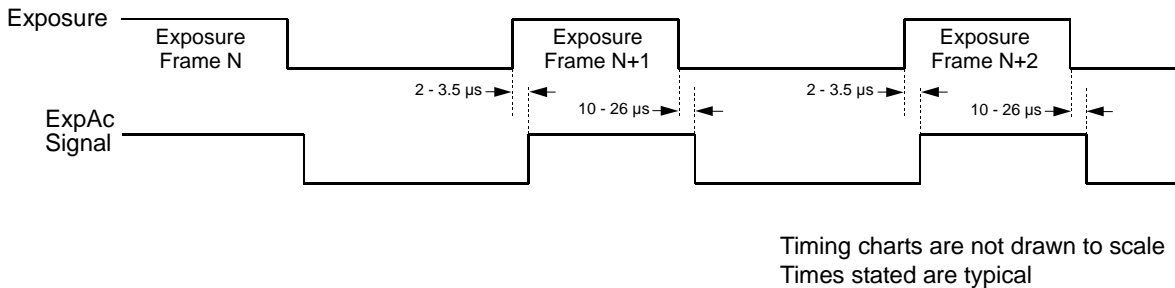 Exposure
Exposure
Frame N
Exposure
Frame N+1
Exposure
Frame N+2
2 - 3.5 µs
10 - 26 µs
2 - 3.5 µs
10 - 26 µs
ExpAc
Signal
Timing charts are not drawn to scale
Times stated are typical